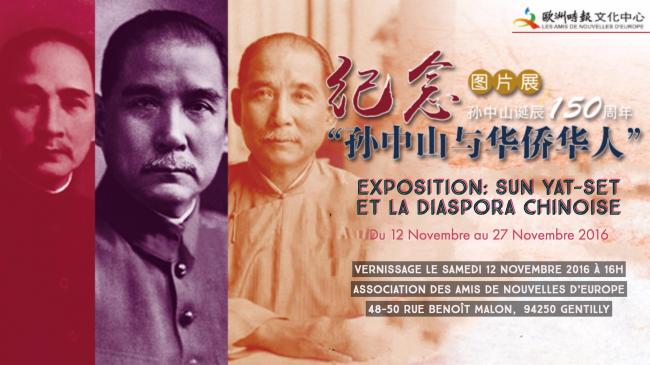 歐洲時報文化中心
LES AMIS DE NOUVELLES D'EUROPE
纪念 图片展
孙中山诞辰150周年
“孙中山与华侨华人”
EXPOSITION: SUN YAT-SET
ET LA DIASPORA CHINOISE
Du 12 Novembre au 27 Novembre 2016
VERNISSAGE LE SAMEDI 12 NOVEMBRE 2016 À 16H
ASSOCIATION DES AMIS DE NOUVELLES D'EUROPE
48-50 RUE BENOÎT MALON, 94250 GENTILLY